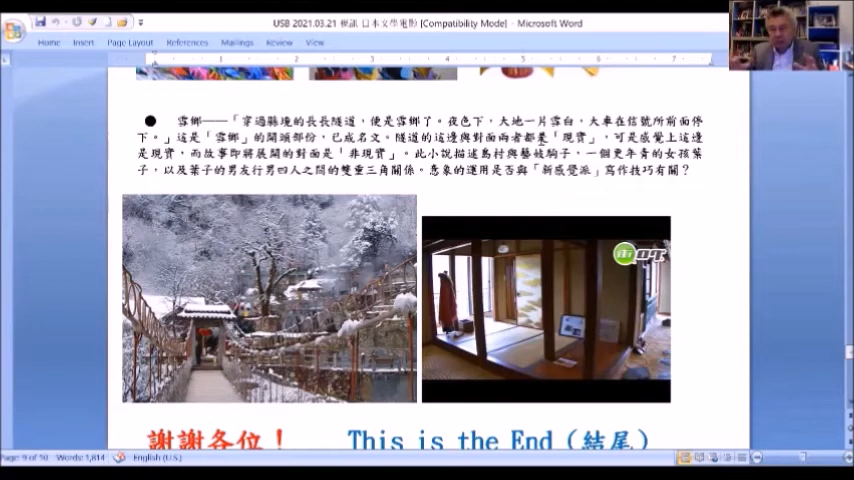 USB 2021.03.21 視訊 日本文學電影 [Compatibility Mode] - Microsoft Word
Home Insert Page Layout References Mailings Review View
● 雪鄉——「穿過縣境的長長隧道,便是雪鄉了。夜色下,大地一片雪白,火車在信號所前面停
下。」這是「雪鄉」的開頭部份,已成名文。隧道的這邊與對面兩者都是「現實」,可是感覺上這邊
是現實,而故事即將展開的對面是「非現實」。此小說描述島村與藝妓駒子,一個更年青的女孩葉
子,以及葉子的男友行男四人之間的雙重三角關係。意象的運用是否與「新感覺派」寫作技巧有關?
謝謝各位! This is the End (結尾)
Page: 9 of 10 Words: 1,814 English (U.S.)